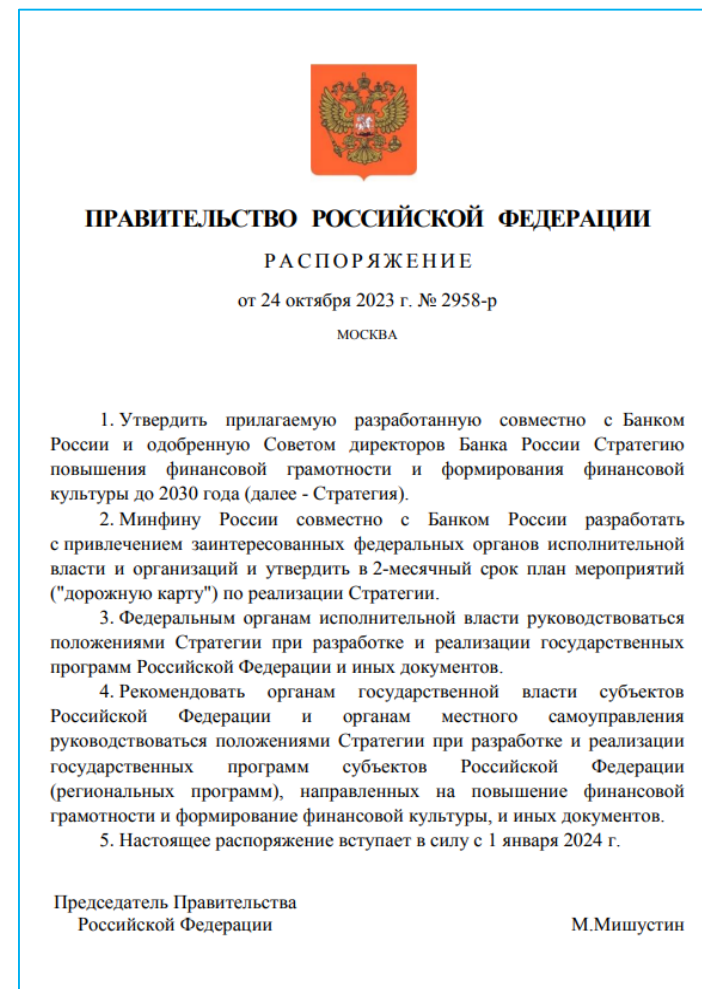 ПРАВИТЕЛЬСТВО РОССИЙСКОЙ ФЕДЕРАЦИИ
РАСПОРЯЖЕНИЕ
от 24 октября 2023 г. № 2958-р
МОСКВА
1. Утвердить прилагаемую разработанную совместно с Банком
России и одобренную Советом директоров Банка России Стратегию
повышения финансовой грамотности и формирования финансовой
культуры до 2030 года (далее - Стратегия).
2. Минфину России совместно с Банком России разработать
с привлечением заинтересованных федеральных органов исполнительной
власти и организаций и утвердить в 2-месячный срок план мероприятий
("дорожную карту") по реализации Стратегии.
3. Федеральным органам исполнительной власти руководствоваться
положениями Стратегии при разработке и реализации государственных
программ Российской Федерации и иных документов.
4. Рекомендовать органам государственной власти субъектов
Российской Федерации и органам местного самоуправления
руководствоваться положениями Стратегии при разработке и реализации
государственных программ субъектов Российской Федерации
(региональных программ), направленных на повышение финансовой
грамотности и формирование финансовой культуры, и иных документов.
5. Настоящее распоряжение вступает в силу с 1 января 2024 г.
Председатель Правительства
Российской Федерации М.Мишустин